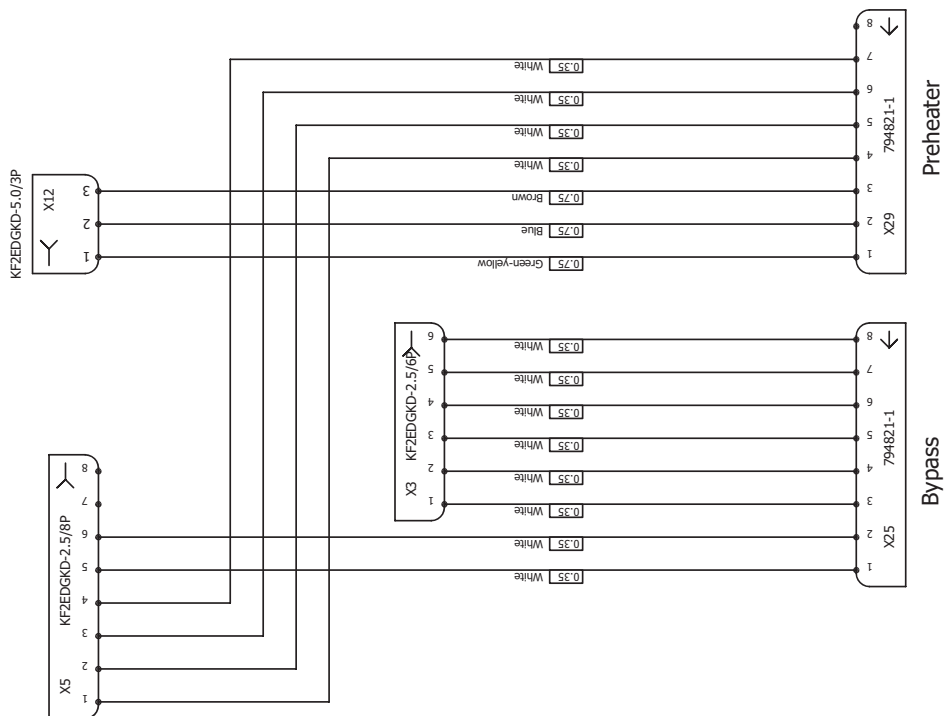 KF2EDGKD-5.0/3P
X12
3
2
1
KF2EDGKD-2.5/8P
X5
8
7
6
5
4
3
2
1
KF2EDGKD-2.5/6P
X3
6
5
4
3
2
1
White 0.35
White 0.35
White 0.35
White 0.35
Brown 0.75
Blue 0.75
Green-yellow 0.75
8
7
6
5
4
3
2
1
794821-1
X29
Preheater
White 0.35
White 0.35
White 0.35
White 0.35
White 0.35
White 0.35
White 0.35
White 0.35
8
7
6
5
4
3
2
1
794821-1
X25
Bypass